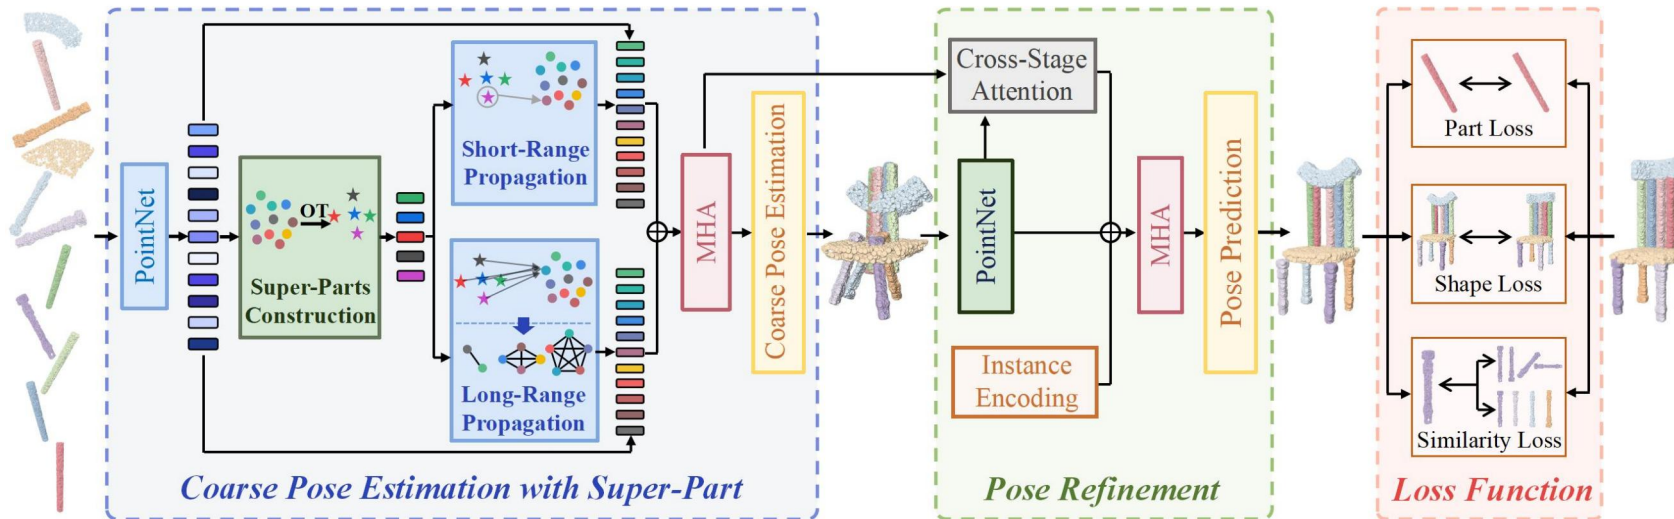 PointNet
OT
Super-Parts
Construction
Short-Range
Propagation
Long-Range
Propagation
MHA
Coarse Pose Estimation
Coarse Pose Estimation with Super-Part
Cross-Stage
Attention
PointNet
Instance
Encoding
MHA
Pose Prediction
Pose Refinement
Part Loss
Shape Loss
Similarity Loss
Loss Function